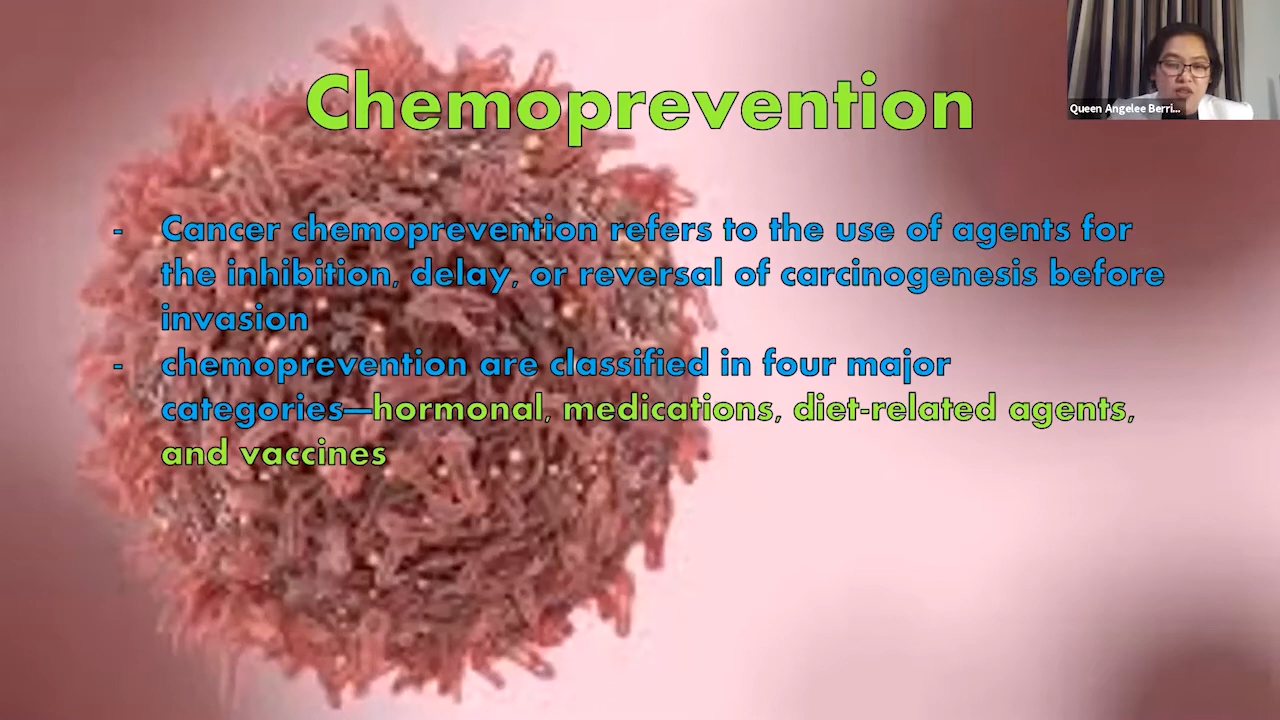 Chemoprevention
Queen Angelee Berri...
- Cancer chemoprevention refers to the use of agents for
the inhibition, delay, or reversal of carcinogenesis before
invasion
- chemoprevention are classified in four major
categories—hormonal, medications, diet-related agents,
and vaccines